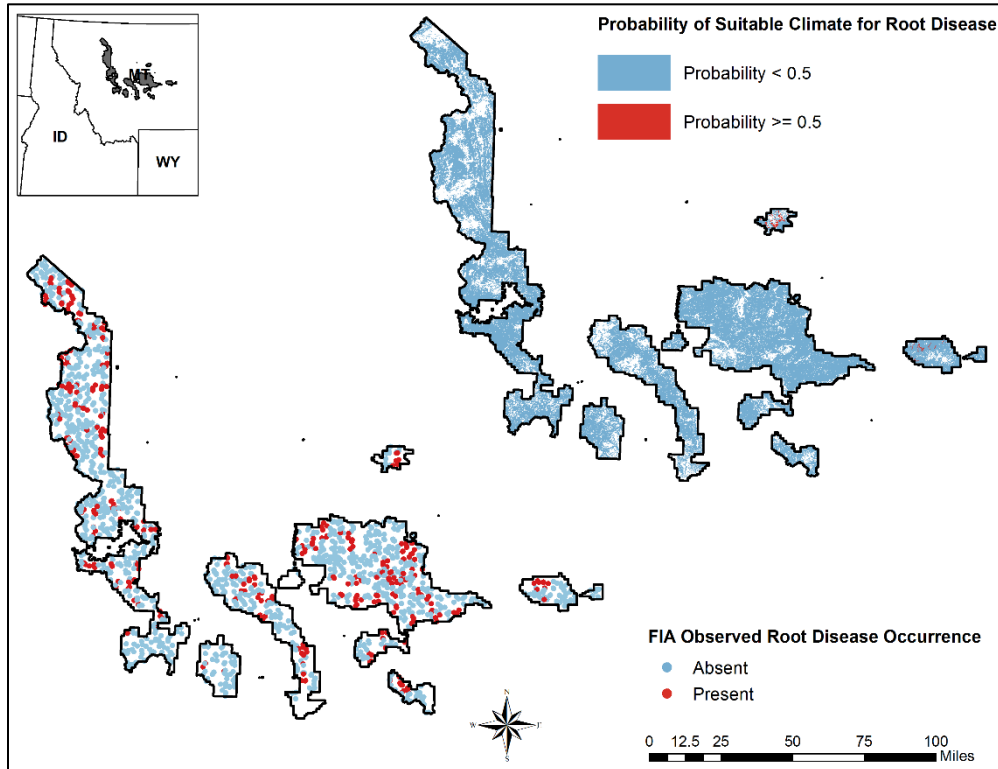 MT
ID
WY
Probability of Suitable Climate for Root Disease
Probability < 0.5
Probability >= 0.5
FIA Observed Root Disease Occurrence
Absent
Present
N
W
E
S
0 12.5 25 50 75 100
Miles